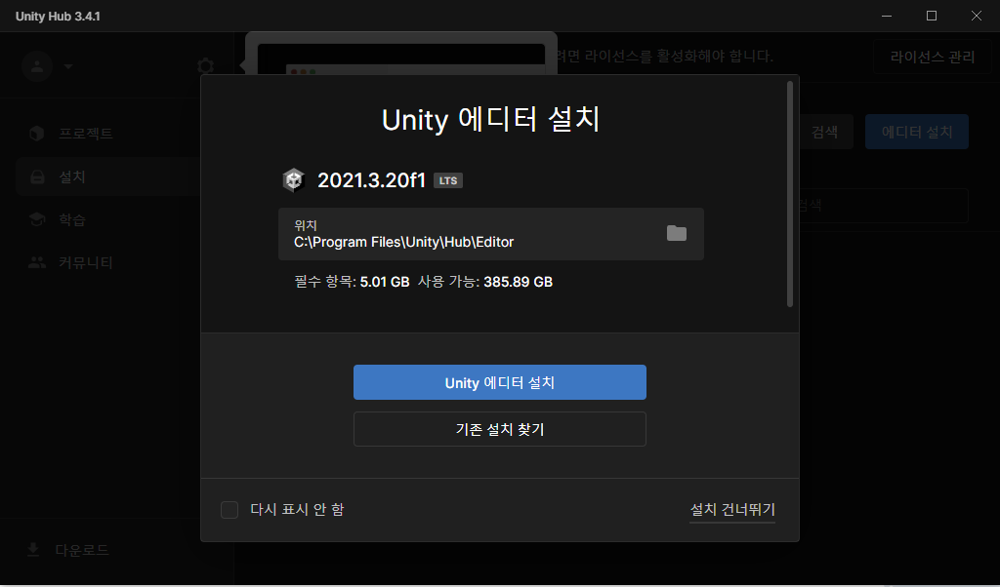 Unity Hub 3.4.1
려면 라이선스를 활성화해야 합니다.
라이선스 관리
프로젝트
설치
학습
커뮤니티
다운로드
검색
에디터 설치
검색
Unity 에디터 설치
2021.3.20f1 LTS
위치
C:\Program Files\Unity\Hub\Editor
필수 항목: 5.01 GB 사용 가능: 385.89 GB
Unity 에디터 설치
기존 설치 찾기
다시 표시 안 함
설치 건너뛰기